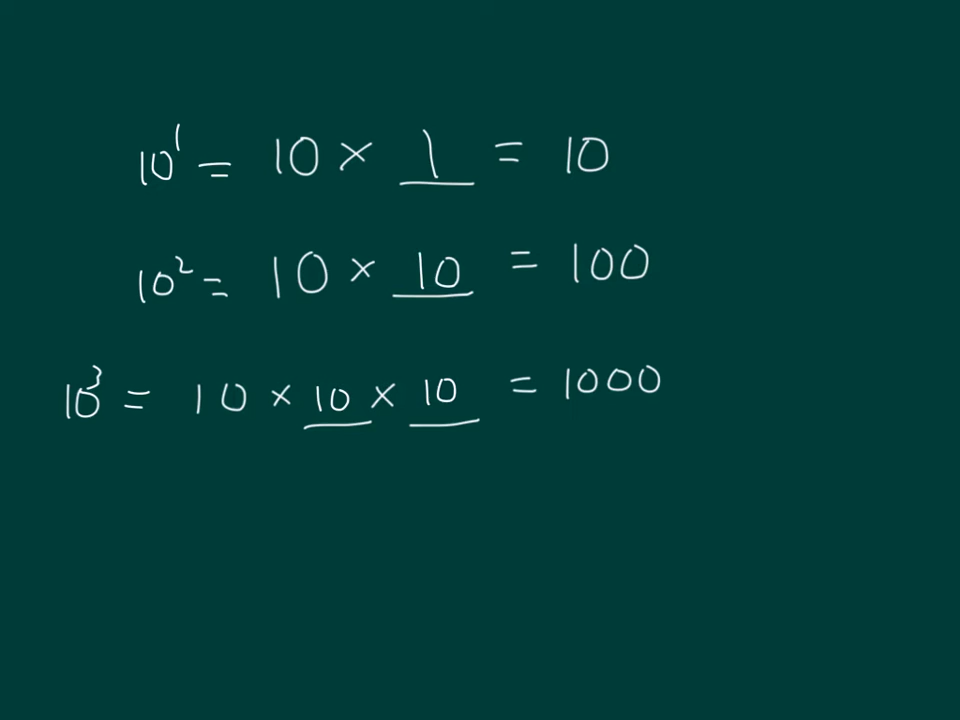 10¹ = 10 × 1 = 10
10² = 10 × 10 = 100
10³ = 10 × 10 × 10 = 1000